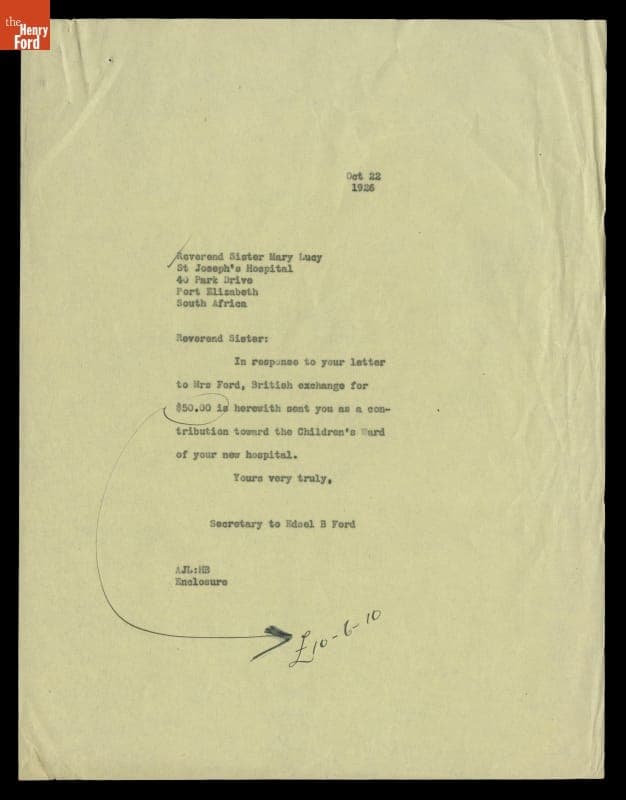 the
Henry
Ford
Oct 22
1926
Reverend Sister Mary Lucy
St Joseph's Hospital
40 Park Drive
Port Elizabeth
South Africa
Reverend Sister:
In response to your letter
to Mrs Ford, British exchange for
$50.00 is herewith sent you as a con-
tribution toward the Children's Ward
of your new hospital.
Yours very truly,
Secretary to Edsel B Ford
AJL:HB
Enclosure
£10-6-10